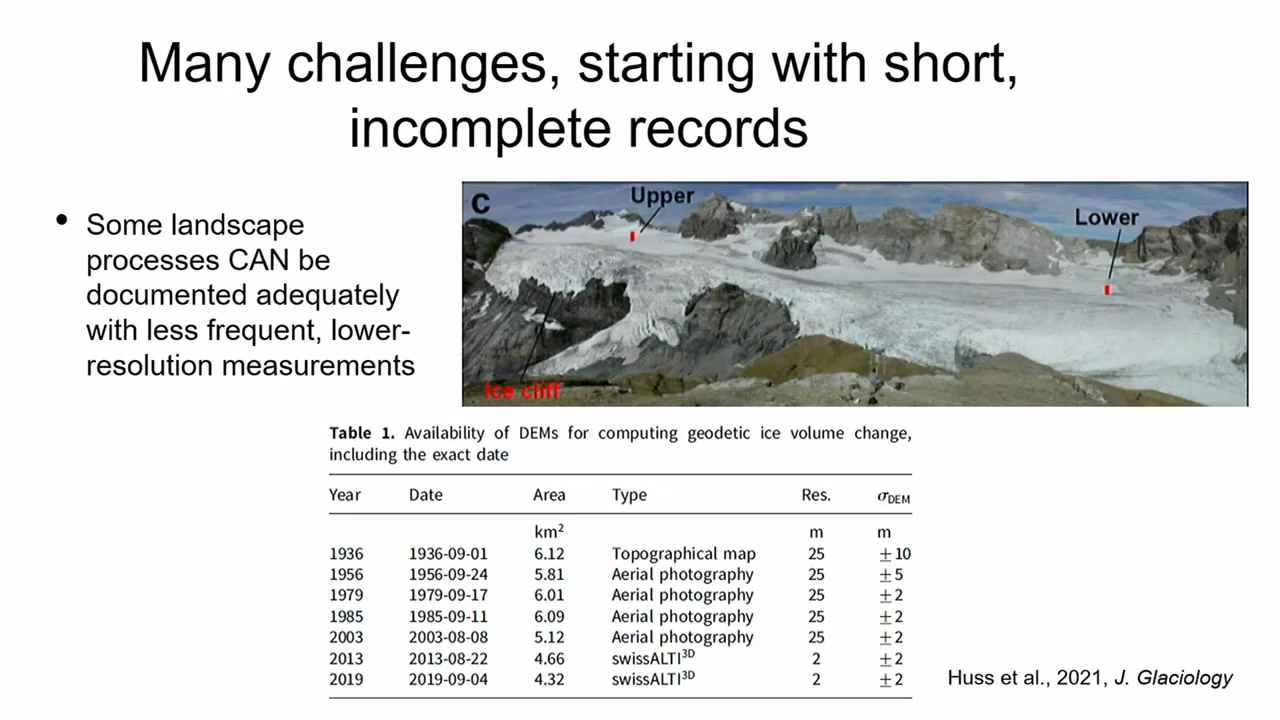 Many challenges, starting with short,
incomplete records
• Some landscape
processes CAN be
documented adequately
with less frequent, lower-
resolution measurements
C
Upper
Lower
Ice cliff
Table 1. Availability of DEMs for computing geodetic ice volume change,
including the exact date
Year Date Area Type Res. σDEM
km² m m
1936 1936-09-01 6.12 Topographical map 25 ±10
1956 1956-09-24 5.81 Aerial photography 25 ±5
1979 1979-09-17 6.01 Aerial photography 25 ±2
1985 1985-09-11 6.09 Aerial photography 25 ±2
2003 2003-08-08 5.12 Aerial photography 25 ±2
2013 2013-08-22 4.66 swissALTI3D 2 ±2
2019 2019-09-04 4.32 swissALTI3D 2 ±2
Huss et al., 2021, J. Glaciology